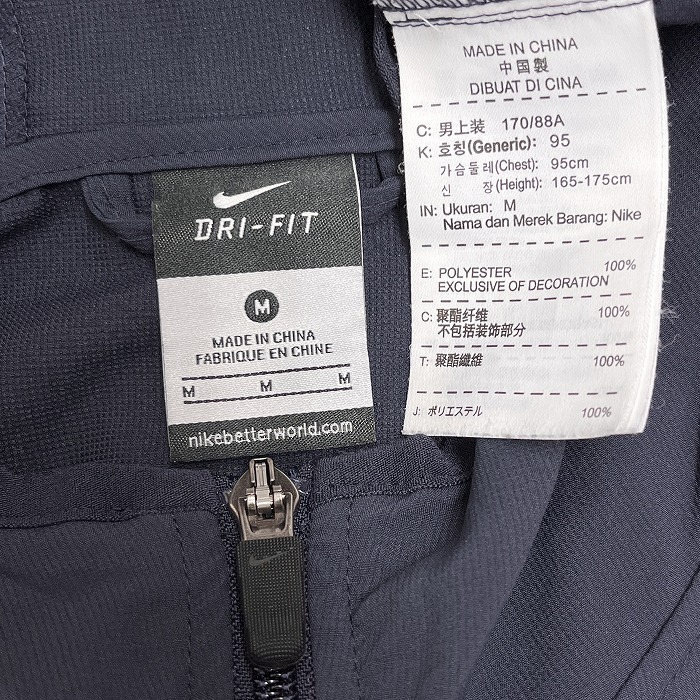 DRI-FIT
M
MADE IN CHINA
FABRIQUE EN CHINE
M M M
nikebetterworld.com
MADE IN CHINA
中国製
DIBUAT DI CINA
C: 男上装 170/88A
K: 호칭(Generic): 95
가슴둘레(Chest): 95cm
신 장(Height): 165-175cm
IN: Ukuran: M
Nama dan Merek Barang: Nike
E: POLYESTER 100%
EXCLUSIVE OF DECORATION
C: 聚酯纤维 100%
不包括装饰部分
T: 聚酯纖維 100%
J: ポリエステル 100%